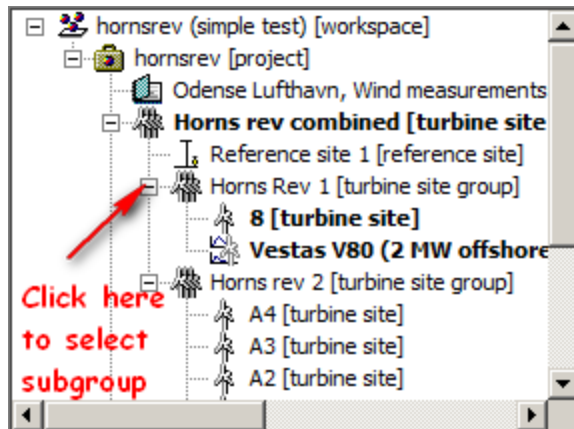 hornsrev (simple test) [workspace]
hornsrev [project]
Odense Lufthavn, Wind measurements
Horns rev combined [turbine site
Reference site 1 [reference site]
Horns Rev 1 [turbine site group]
8 [turbine site]
Vestas V80 (2 MW offshore
Horns rev 2 [turbine site group]
A4 [turbine site]
A3 [turbine site]
A2 [turbine site]
Click here
to select
subgroup